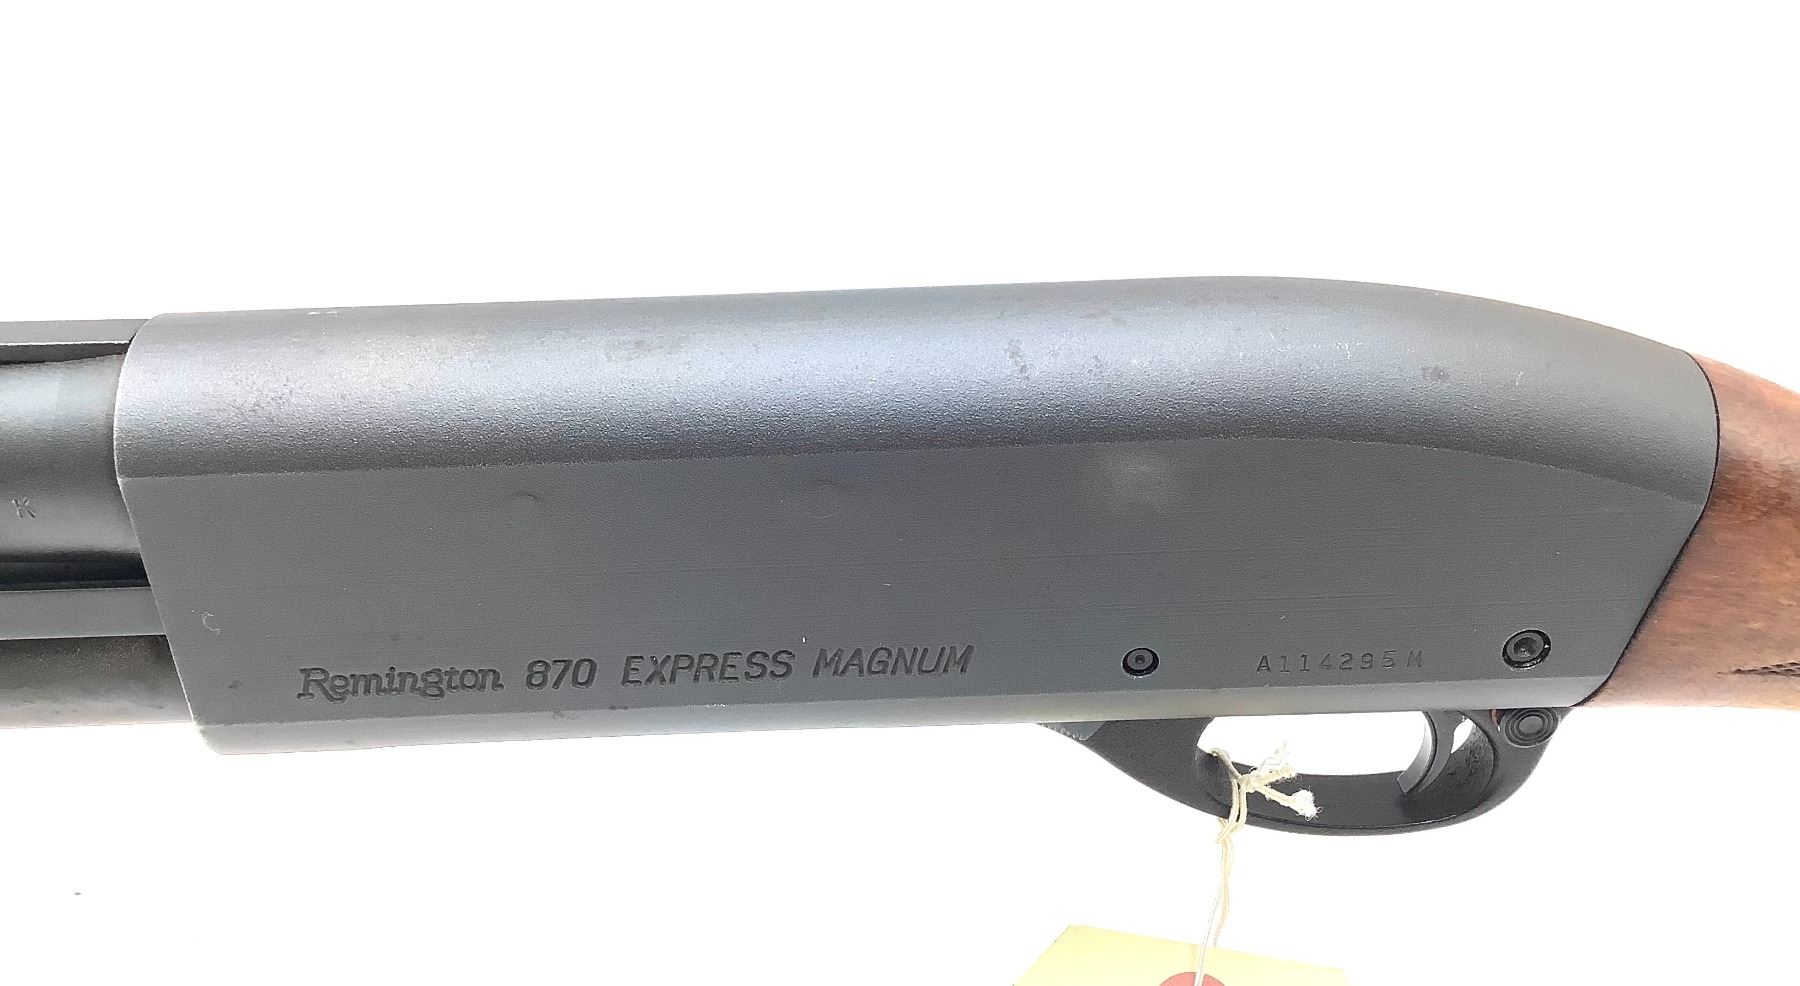 K
Remington 870 EXPRESS MAGNUM
A114295M